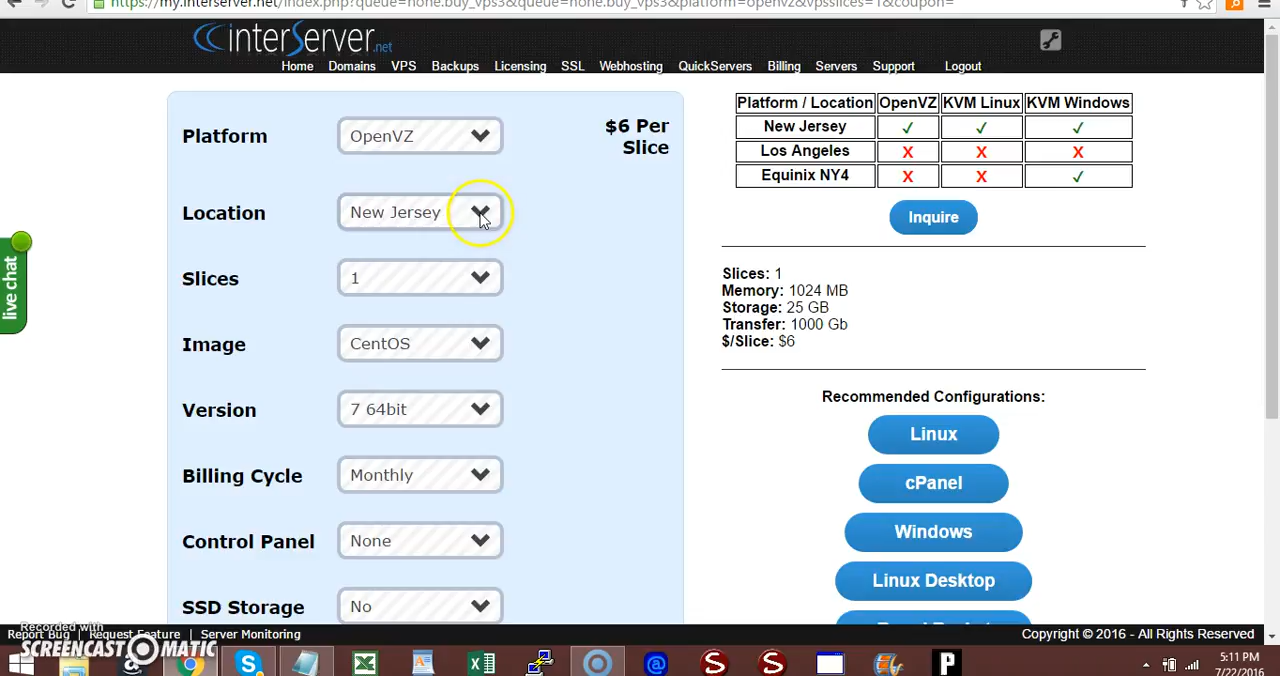 https://my.interserver.net/index.php?queue=none.buy_vps3&queue=none.buy_vps3&platform=openvz&vpsslices=1&coupon=
interServer.net
Home Domains VPS Backups Licensing SSL Webhosting QuickServers Billing Servers Support Logout
Platform OpenVZ $6 Per
Slice
Location New Jersey
Slices 1
Image CentOS
Version 7 64bit
Billing Cycle Monthly
Control Panel None
SSD Storage No
live chat
Platform / Location OpenVZ KVM Linux KVM Windows
New Jersey ✓ ✓ ✓
Los Angeles X X X
Equinix NY4 X X ✓
Inquire
Slices: 1
Memory: 1024 MB
Storage: 25 GB
Transfer: 1000 Gb
$/Slice: $6
Recommended Configurations:
Linux
cPanel
Windows
Linux Desktop
Recorded with
SCREENCAST-O-MATIC
Report Bug | Request Feature | Server Monitoring
Copyright © 2016 - All Rights Reserved
5:11 PM
7/22/2016